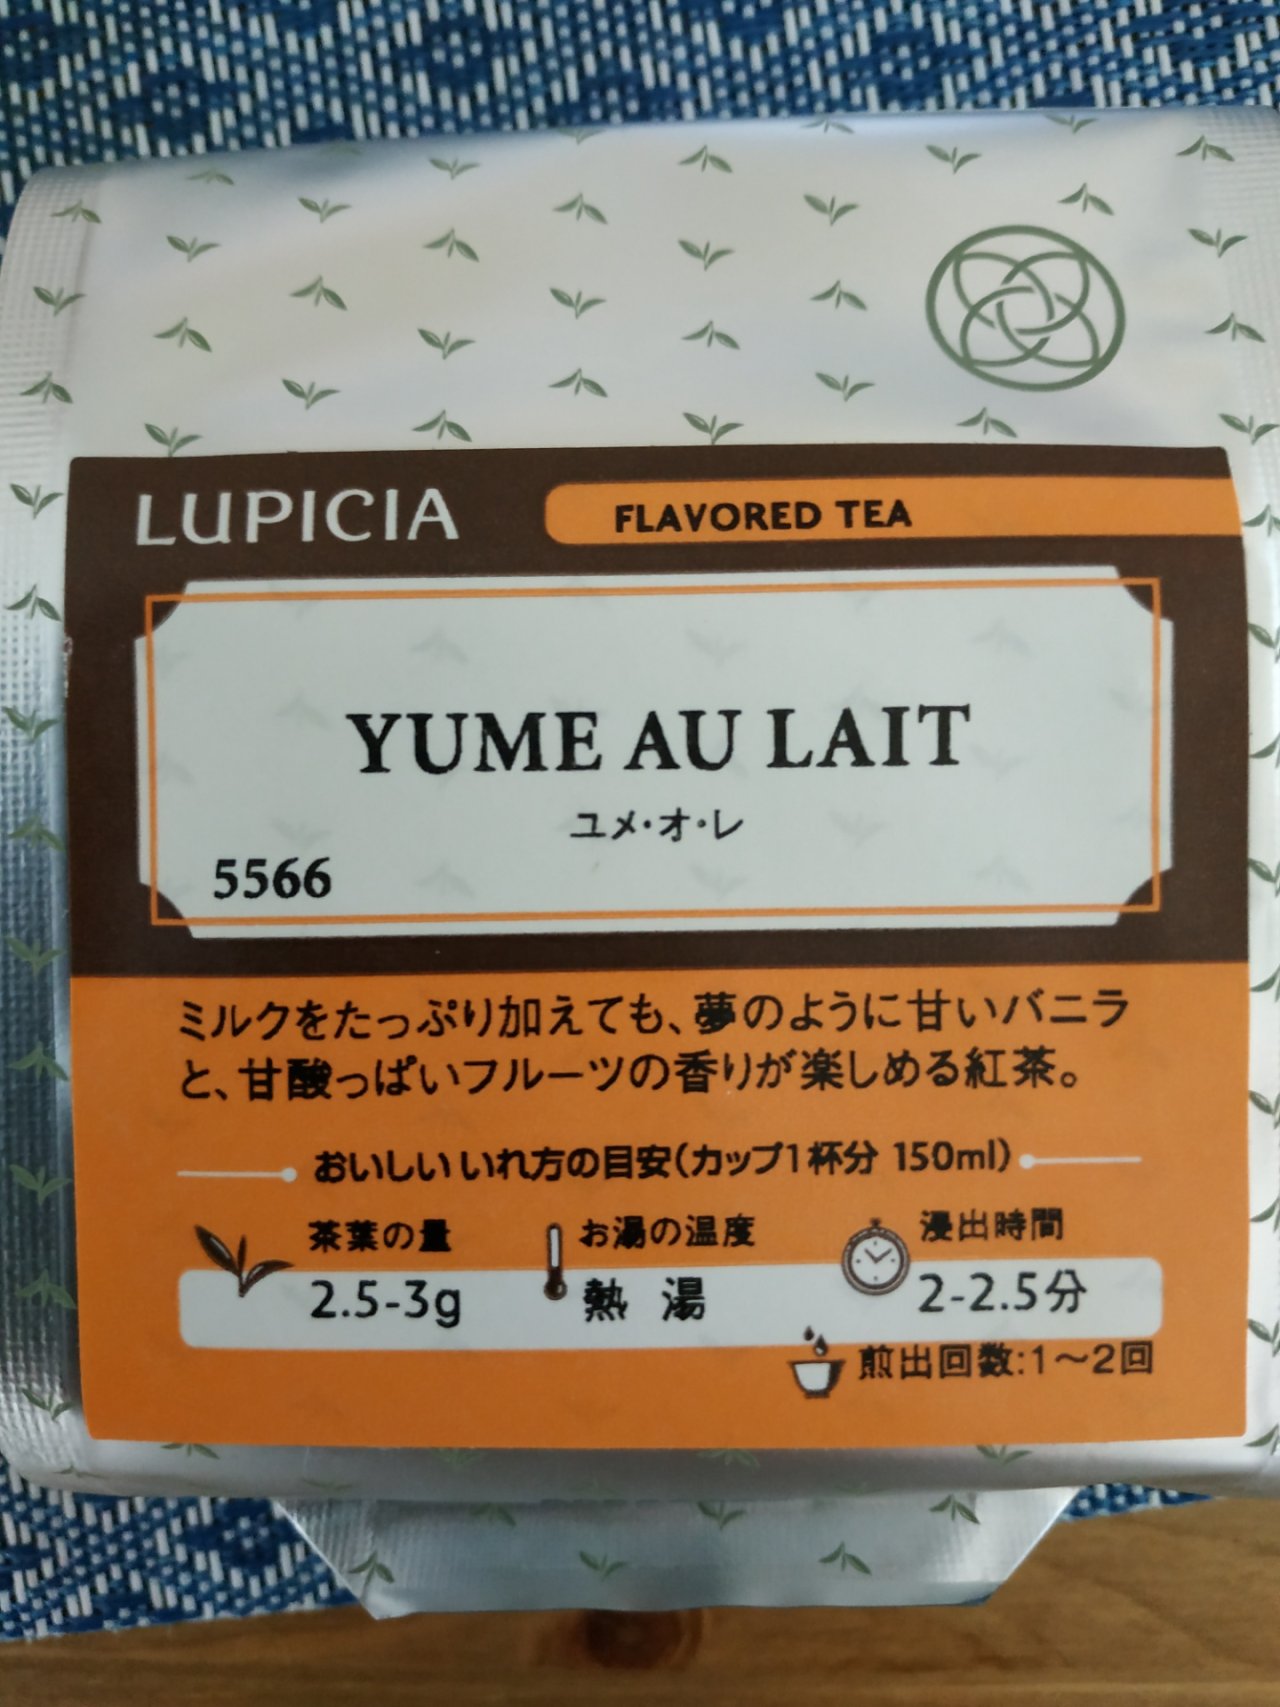 LUPICIA
FLAVORED TEA
YUME AU LAIT
ユメ・オ・レ
5566
ミルクをたっぷり加えても、夢のように甘いバニラ
と、甘酸っぱいフルーツの香りが楽しめる紅茶。
おいしいいれ方の目安(カップ1杯分 150ml)
茶葉の量
2.5-3g
お湯の温度
熱 湯
浸出時間
2-2.5分
煎出回数:1～2回